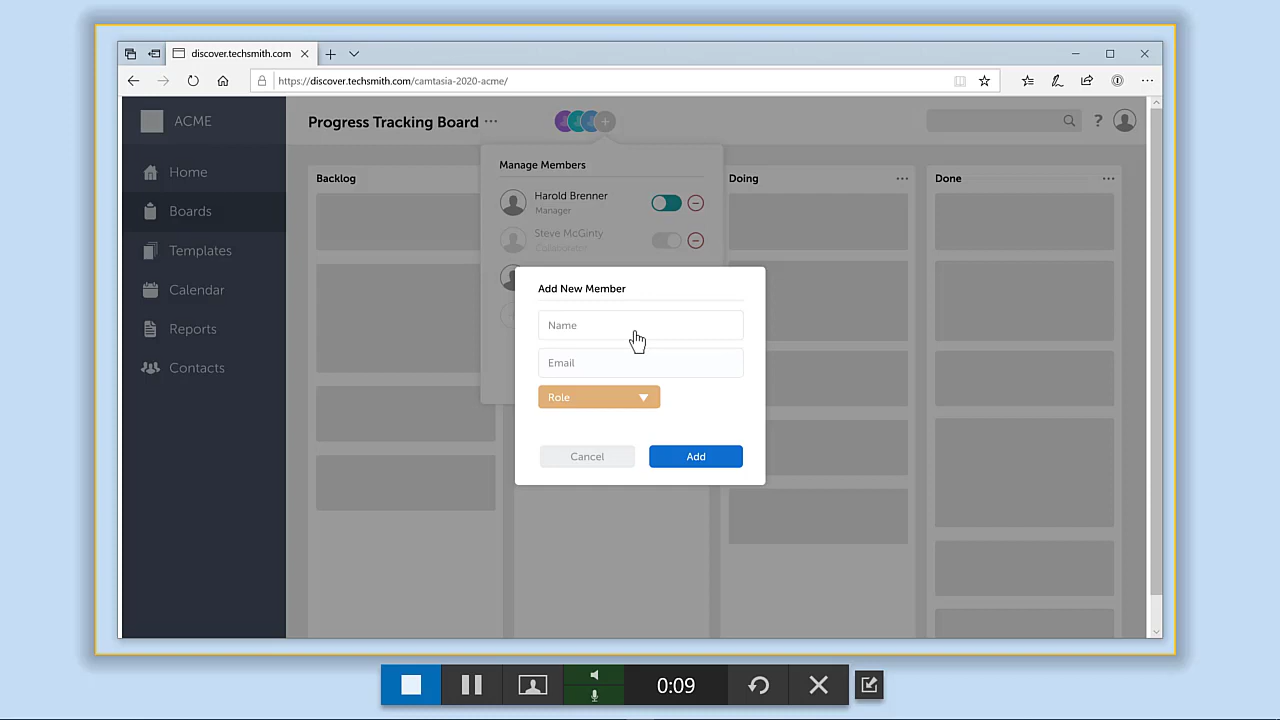 discover.techsmith.com
https://discover.techsmith.com/camtasia-2020-acme/
ACME
Progress Tracking Board
?
Home
Boards
Templates
Calendar
Reports
Contacts
Backlog
Manage Members
Harold Brenner
Manager
Steve McGinty
Collaborator
Doing
Done
Add New Member
Name
Email
Role
Cancel
Add
0:09